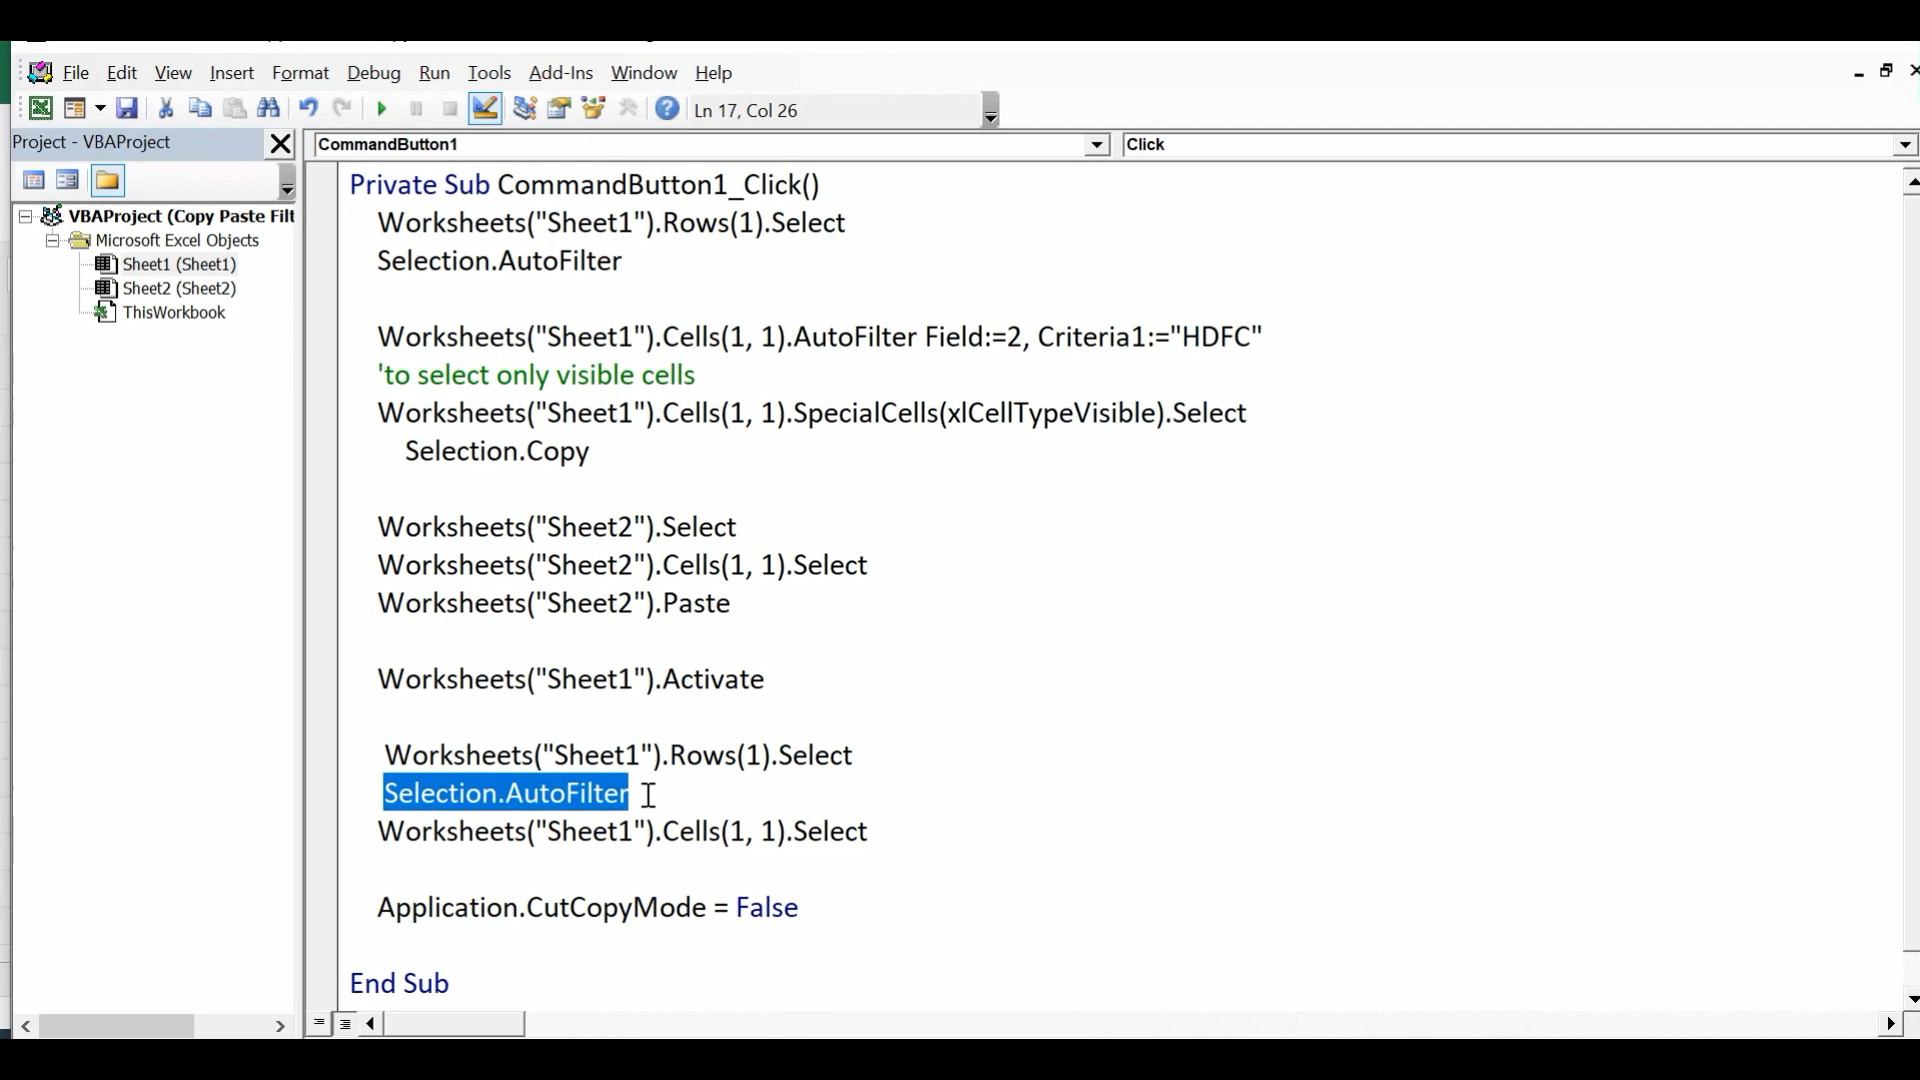 File Edit View Insert Format Debug Run Tools Add-Ins Window Help
Ln 17, Col 26
Project - VBAProject
CommandButton1
Click
VBAProject (Copy Paste Filt
Microsoft Excel Objects
Sheet1 (Sheet1)
Sheet2 (Sheet2)
ThisWorkbook
Private Sub CommandButton1_Click()
Worksheets("Sheet1").Rows(1).Select
Selection.AutoFilter
Worksheets("Sheet1").Cells(1, 1).AutoFilter Field:=2, Criteria1:="HDFC"
'to select only visible cells
Worksheets("Sheet1").Cells(1, 1).SpecialCells(xlCellTypeVisible).Select
Selection.Copy
Worksheets("Sheet2").Select
Worksheets("Sheet2").Cells(1, 1).Select
Worksheets("Sheet2").Paste
Worksheets("Sheet1").Activate
Worksheets("Sheet1").Rows(1).Select
Selection.AutoFilter
Worksheets("Sheet1").Cells(1, 1).Select
Application.CutCopyMode = False
End Sub